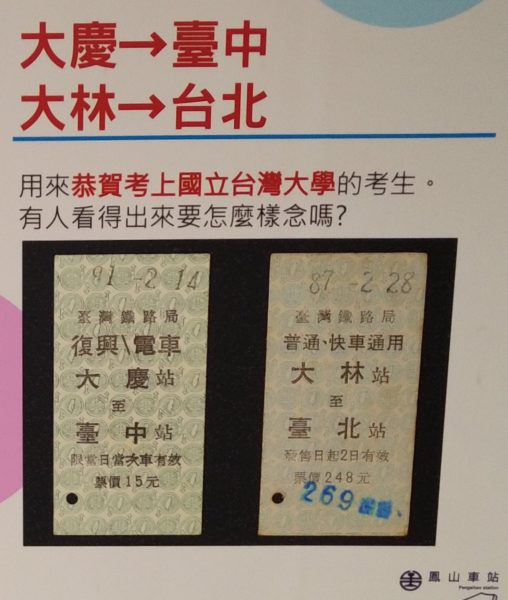 大慶→臺中
大林→台北
用來恭賀考上國立台灣大學的考生。
有人看得出來要怎麼樣念嗎?
91 -2 14
臺灣鐵路局
復興\電車
大慶站
至
臺中站
限當日當次車有效
票價15元
87 -2 28
臺灣鐵路局
普通、快車通用
大林站
至
臺北站
發售日起2日有效
票價248元
269
鳳山車站
Fengshan station